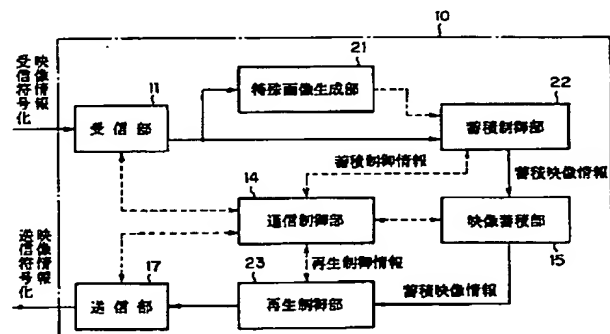 10
受信符号化
映像情報
11
受信部
21
特殊画像生成部
22
蓄積制御部
蓄積制御情報
蓄積映像情報
14
通信制御部
映像蓄積部
15
再生制御情報
送信符号化
映像情報
17
送信部
23
再生制御部
蓄積映像情報